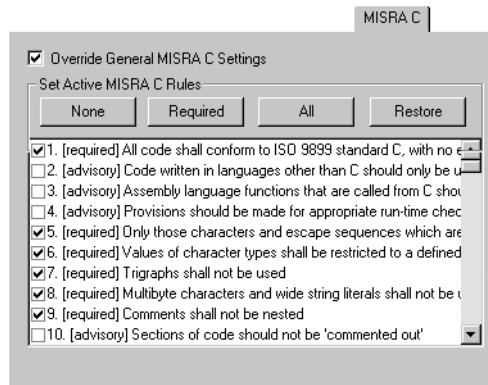 MISRA C
Override General MISRA C Settings
Set Active MISRA C Rules
None Required All Restore
1. [required] All code shall conform to ISO 9899 standard C, with no
2. [advisory] Code written in languages other than C should only be
3. [advisory] Assembly language functions that are called from C
4. [advisory] Provisions should be made for appropriate run-time
5. [required] Only those characters and escape sequences which are
6. [required] Values of character types shall be restricted to a defined
7. [required] Trigraphs shall not be used
8. [required] Multibyte characters and wide string literals shall not be
9. [required] Comments shall not be nested
10. [advisory] Sections of code should not be 'commented out'